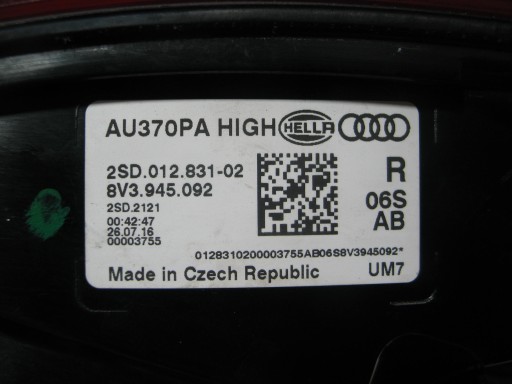 AU370PA HIGH HELLA
2SD.012.831-02
8V3.945.092
2SD.2121
00:42:47
26.07.16
00003755
R
06S
AB
0128310200003755AB06S8V3945092*
Made in Czech Republic UM7